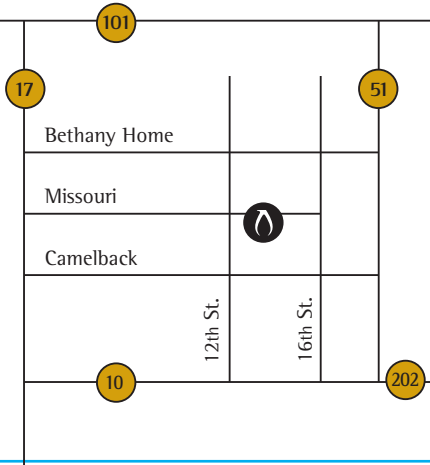 101
17
51
Bethany Home
Missouri
Camelback
12th St.
16th St.
10
202